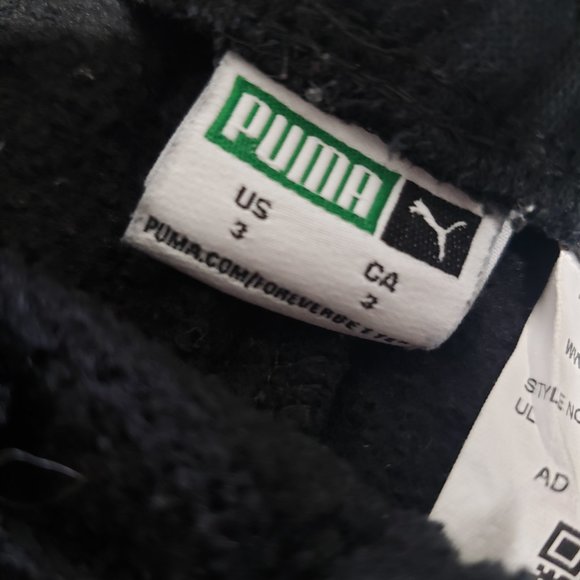 PUMA
US CA
3 3
PUMA.COM/FOREVERBETTER
STYLE NO
AD